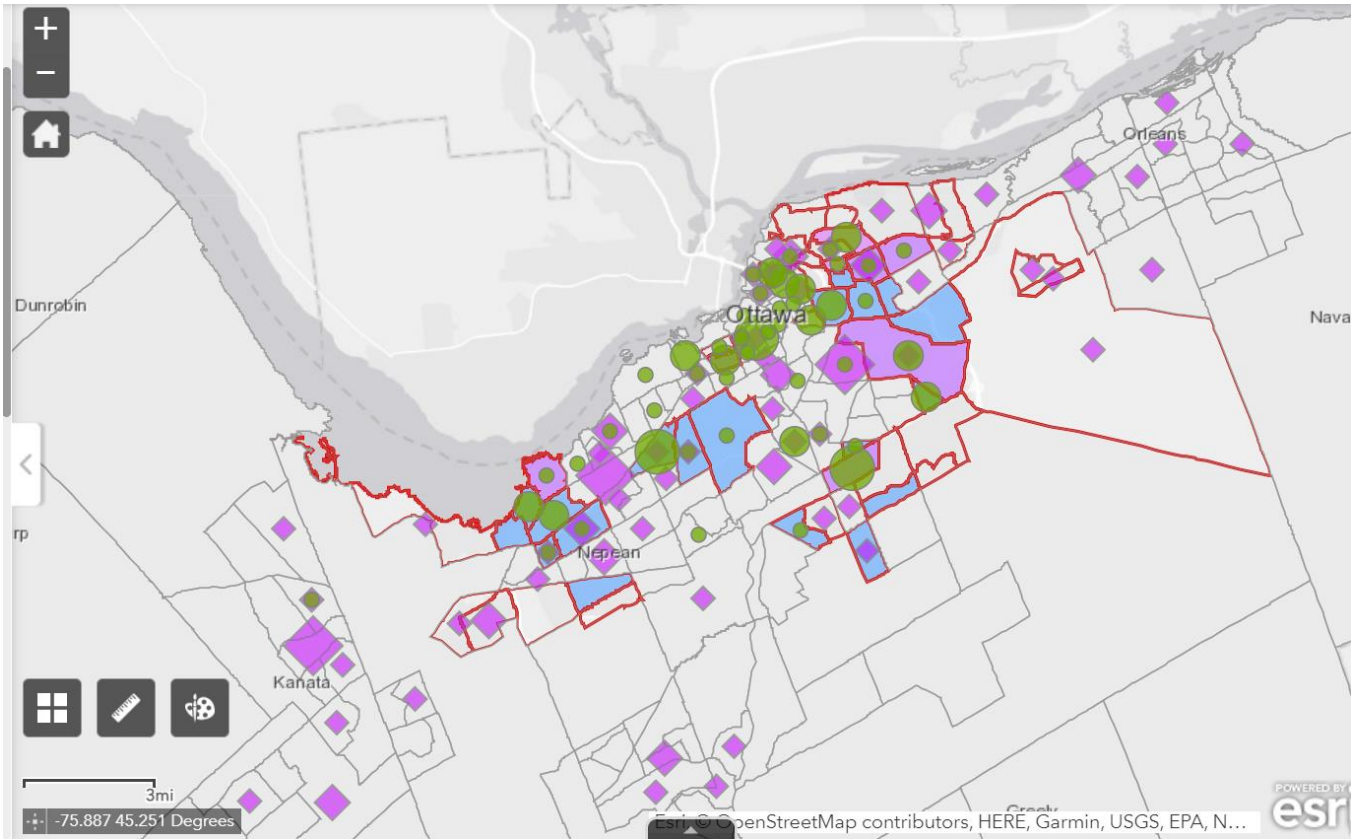 +
−
Orleans
Dunrobin
Ottawa
Nava
rp
Nepean
Kanata
3mi
-75.887 45.251 Degrees
Greely
Esri, © OpenStreetMap contributors, HERE, Garmin, USGS, EPA, N...
POWERED BY
esri